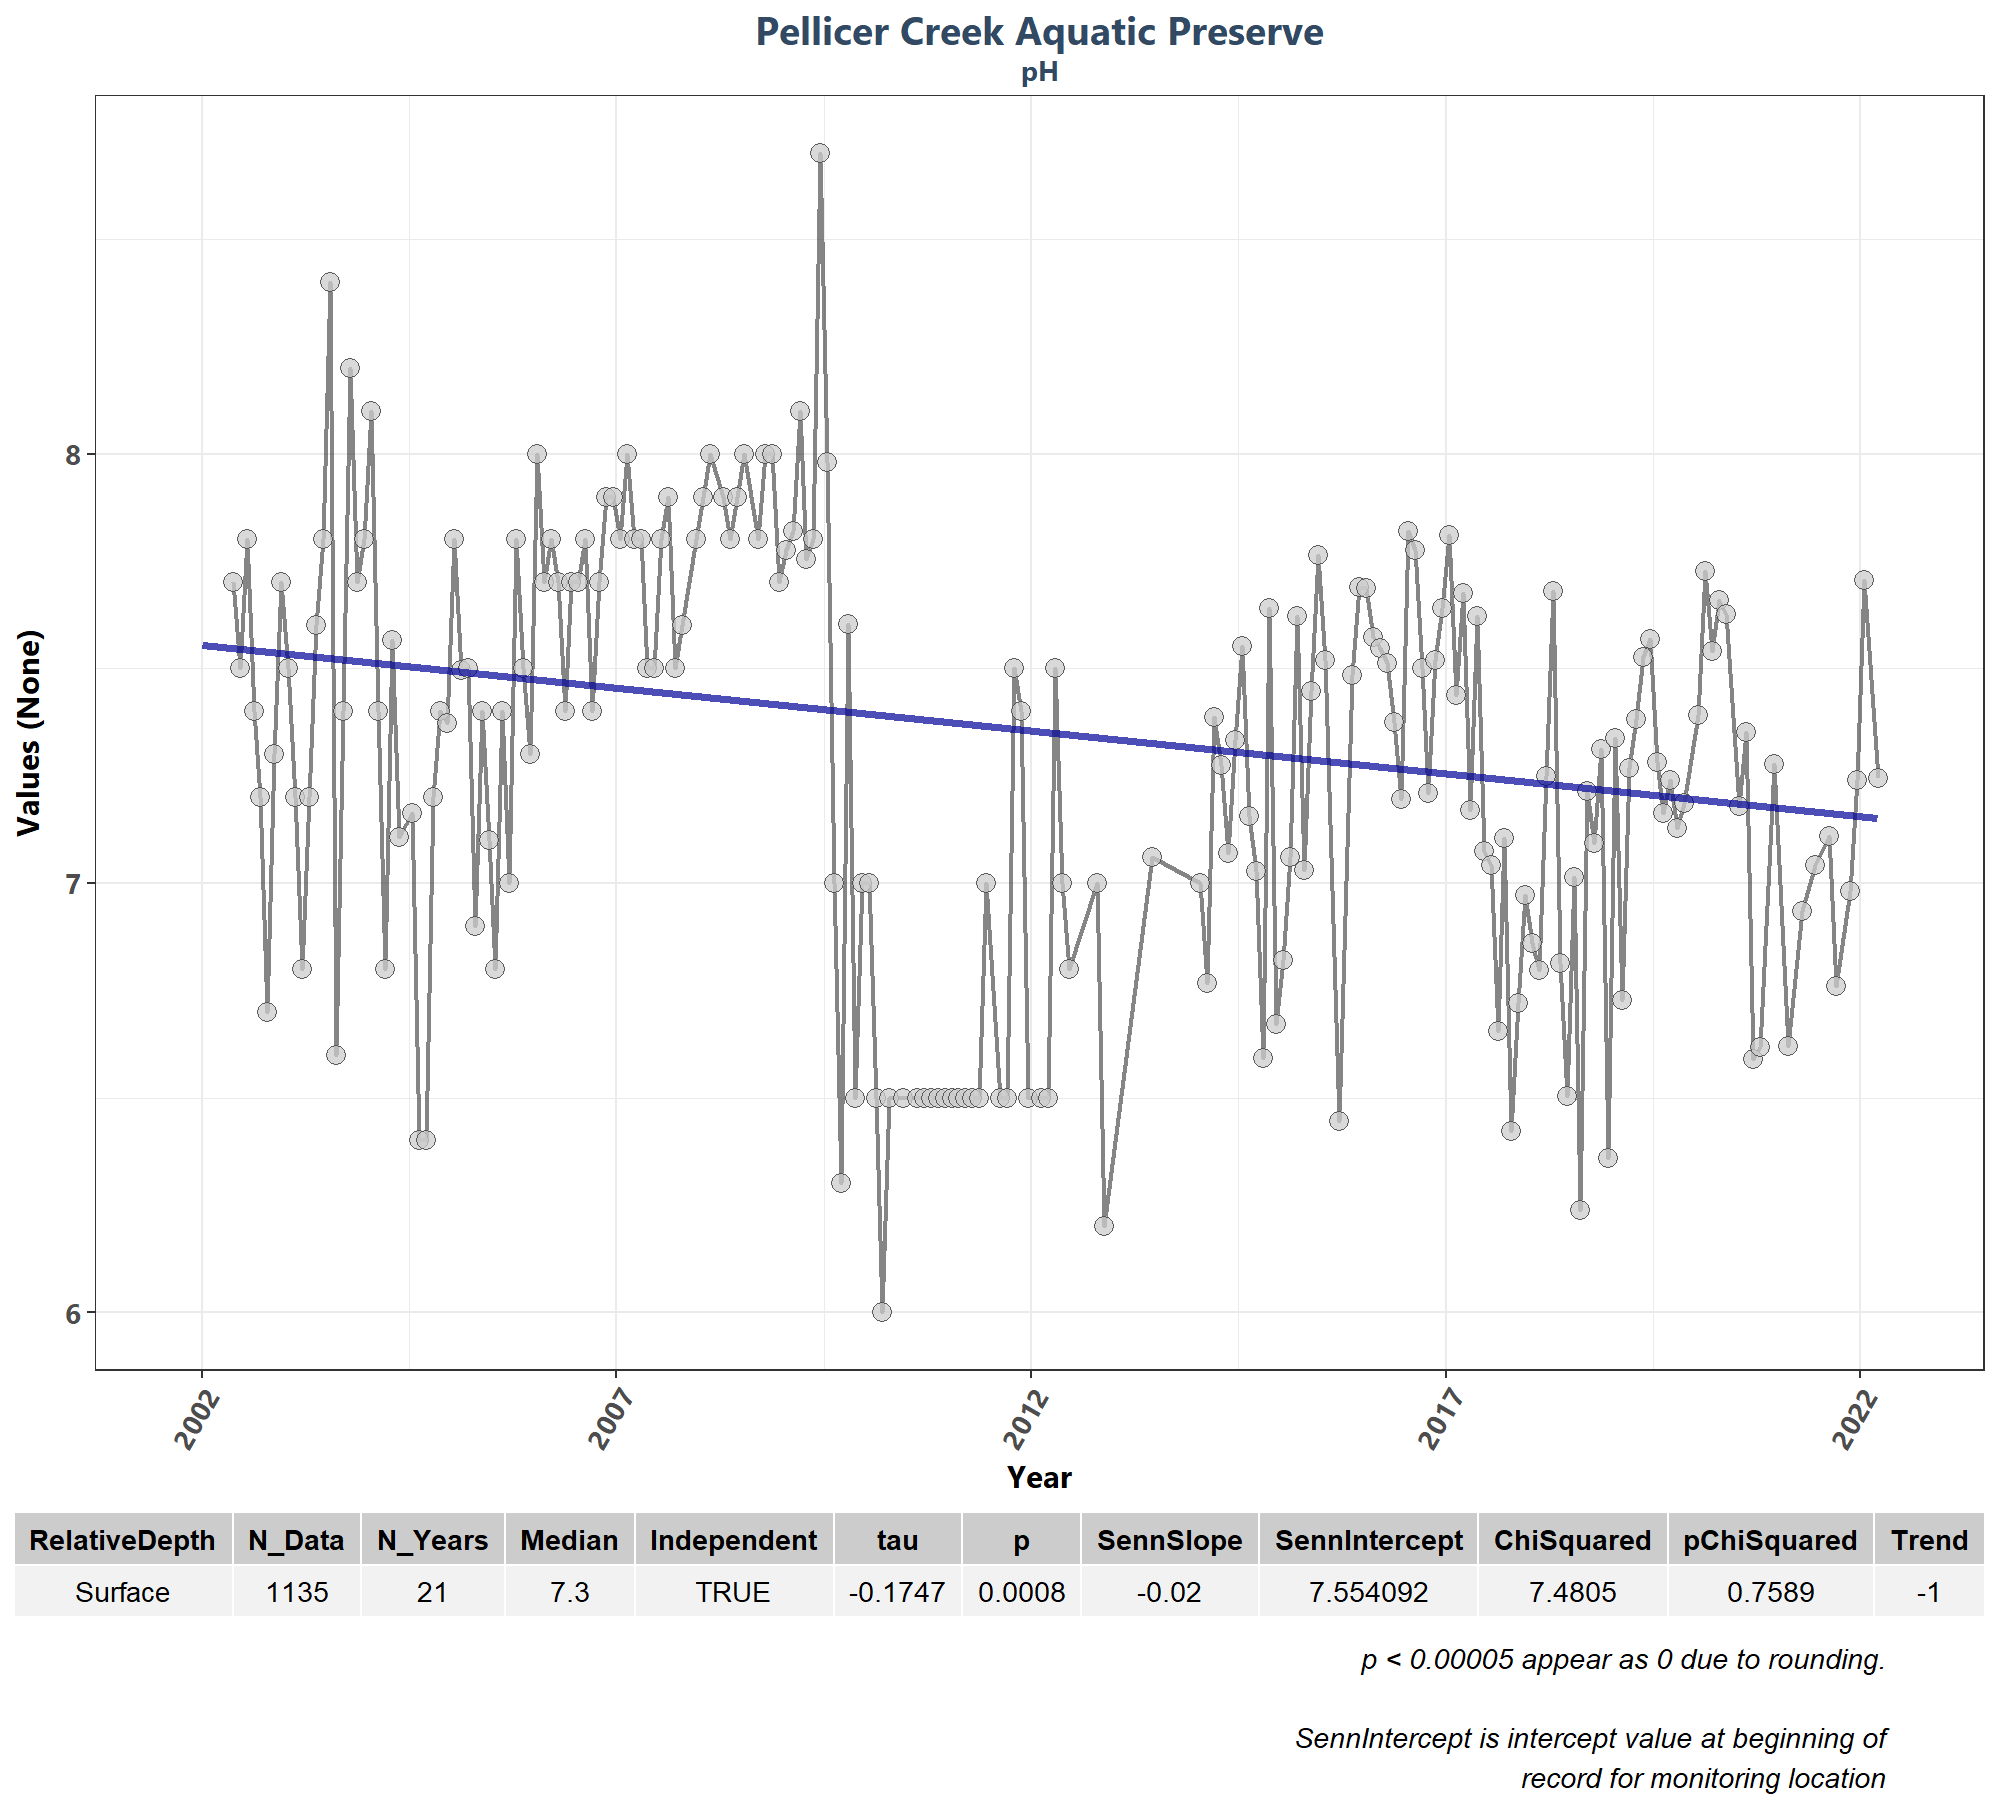 Pellicer Creek Aquatic Preserve
pH
Values (None)
8
7
6
2002 2007 2012 2017 2022
Year
RelativeDepth N_Data N_Years Median Independent tau p SennSlope SennIntercept ChiSquared pChiSquared Trend
Surface 1135 21 7.3 TRUE -0.1747 0.0008 -0.02 7.554092 7.4805 0.7589 -1
p < 0.00005 appear as 0 due to rounding.
SennIntercept is intercept value at beginning of
record for monitoring location